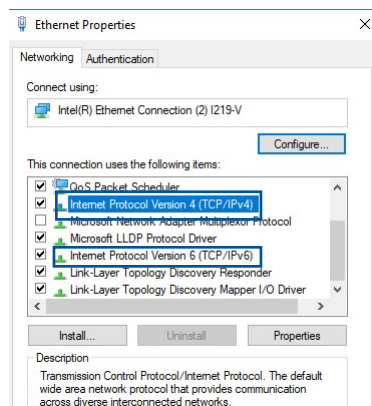 Ethernet Properties
Networking
Authentication
Connect using:
Intel(R) Ethernet Connection (2) I219-V
Configure...
This connection uses the following items:
QoS Packet Scheduler
Internet Protocol Version 4 (TCP/IPv4)
Microsoft Network Adapter Multiplexor Protocol
Microsoft LLDP Protocol Driver
Internet Protocol Version 6 (TCP/IPv6)
Link-Layer Topology Discovery Responder
Link-Layer Topology Discovery Mapper I/O Driver
Install...
Uninstall
Properties
Description
Transmission Control Protocol/Internet Protocol. The default
wide area network protocol that provides communication
across diverse interconnected networks.